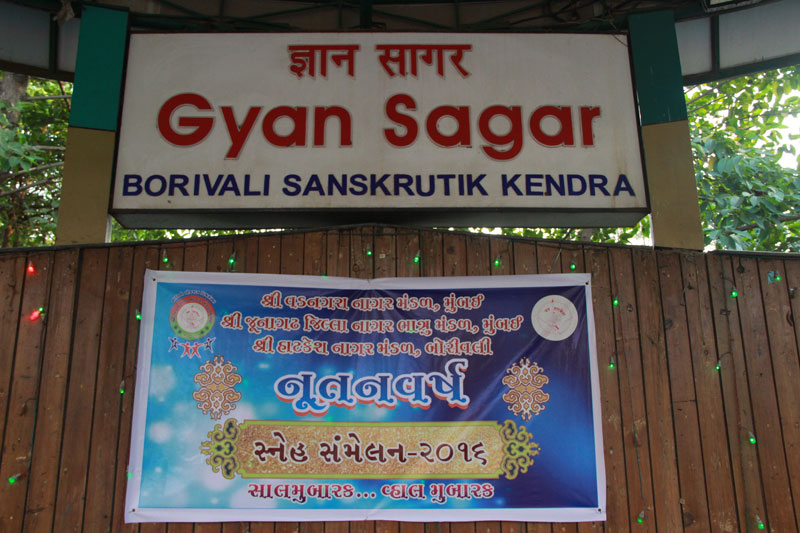 ज्ञान सागर
Gyan Sagar
BORIVALI SANSKRUTIK KENDRA
શ્રી વડનગરા નાગર મંડળ, મુંબઈ
શ્રી જૂનાગઢ જિલ્લા નાગર ભાતૃ મંડળ, મુંબઈ
શ્રી હાટકેશ નાગર મંડળ, બોરીવલી
નૂતનવર્ષ
સ્નેહ સંમેલન-૨૦૧૬
સાલમુબારક... વ્હાલ મુબારક